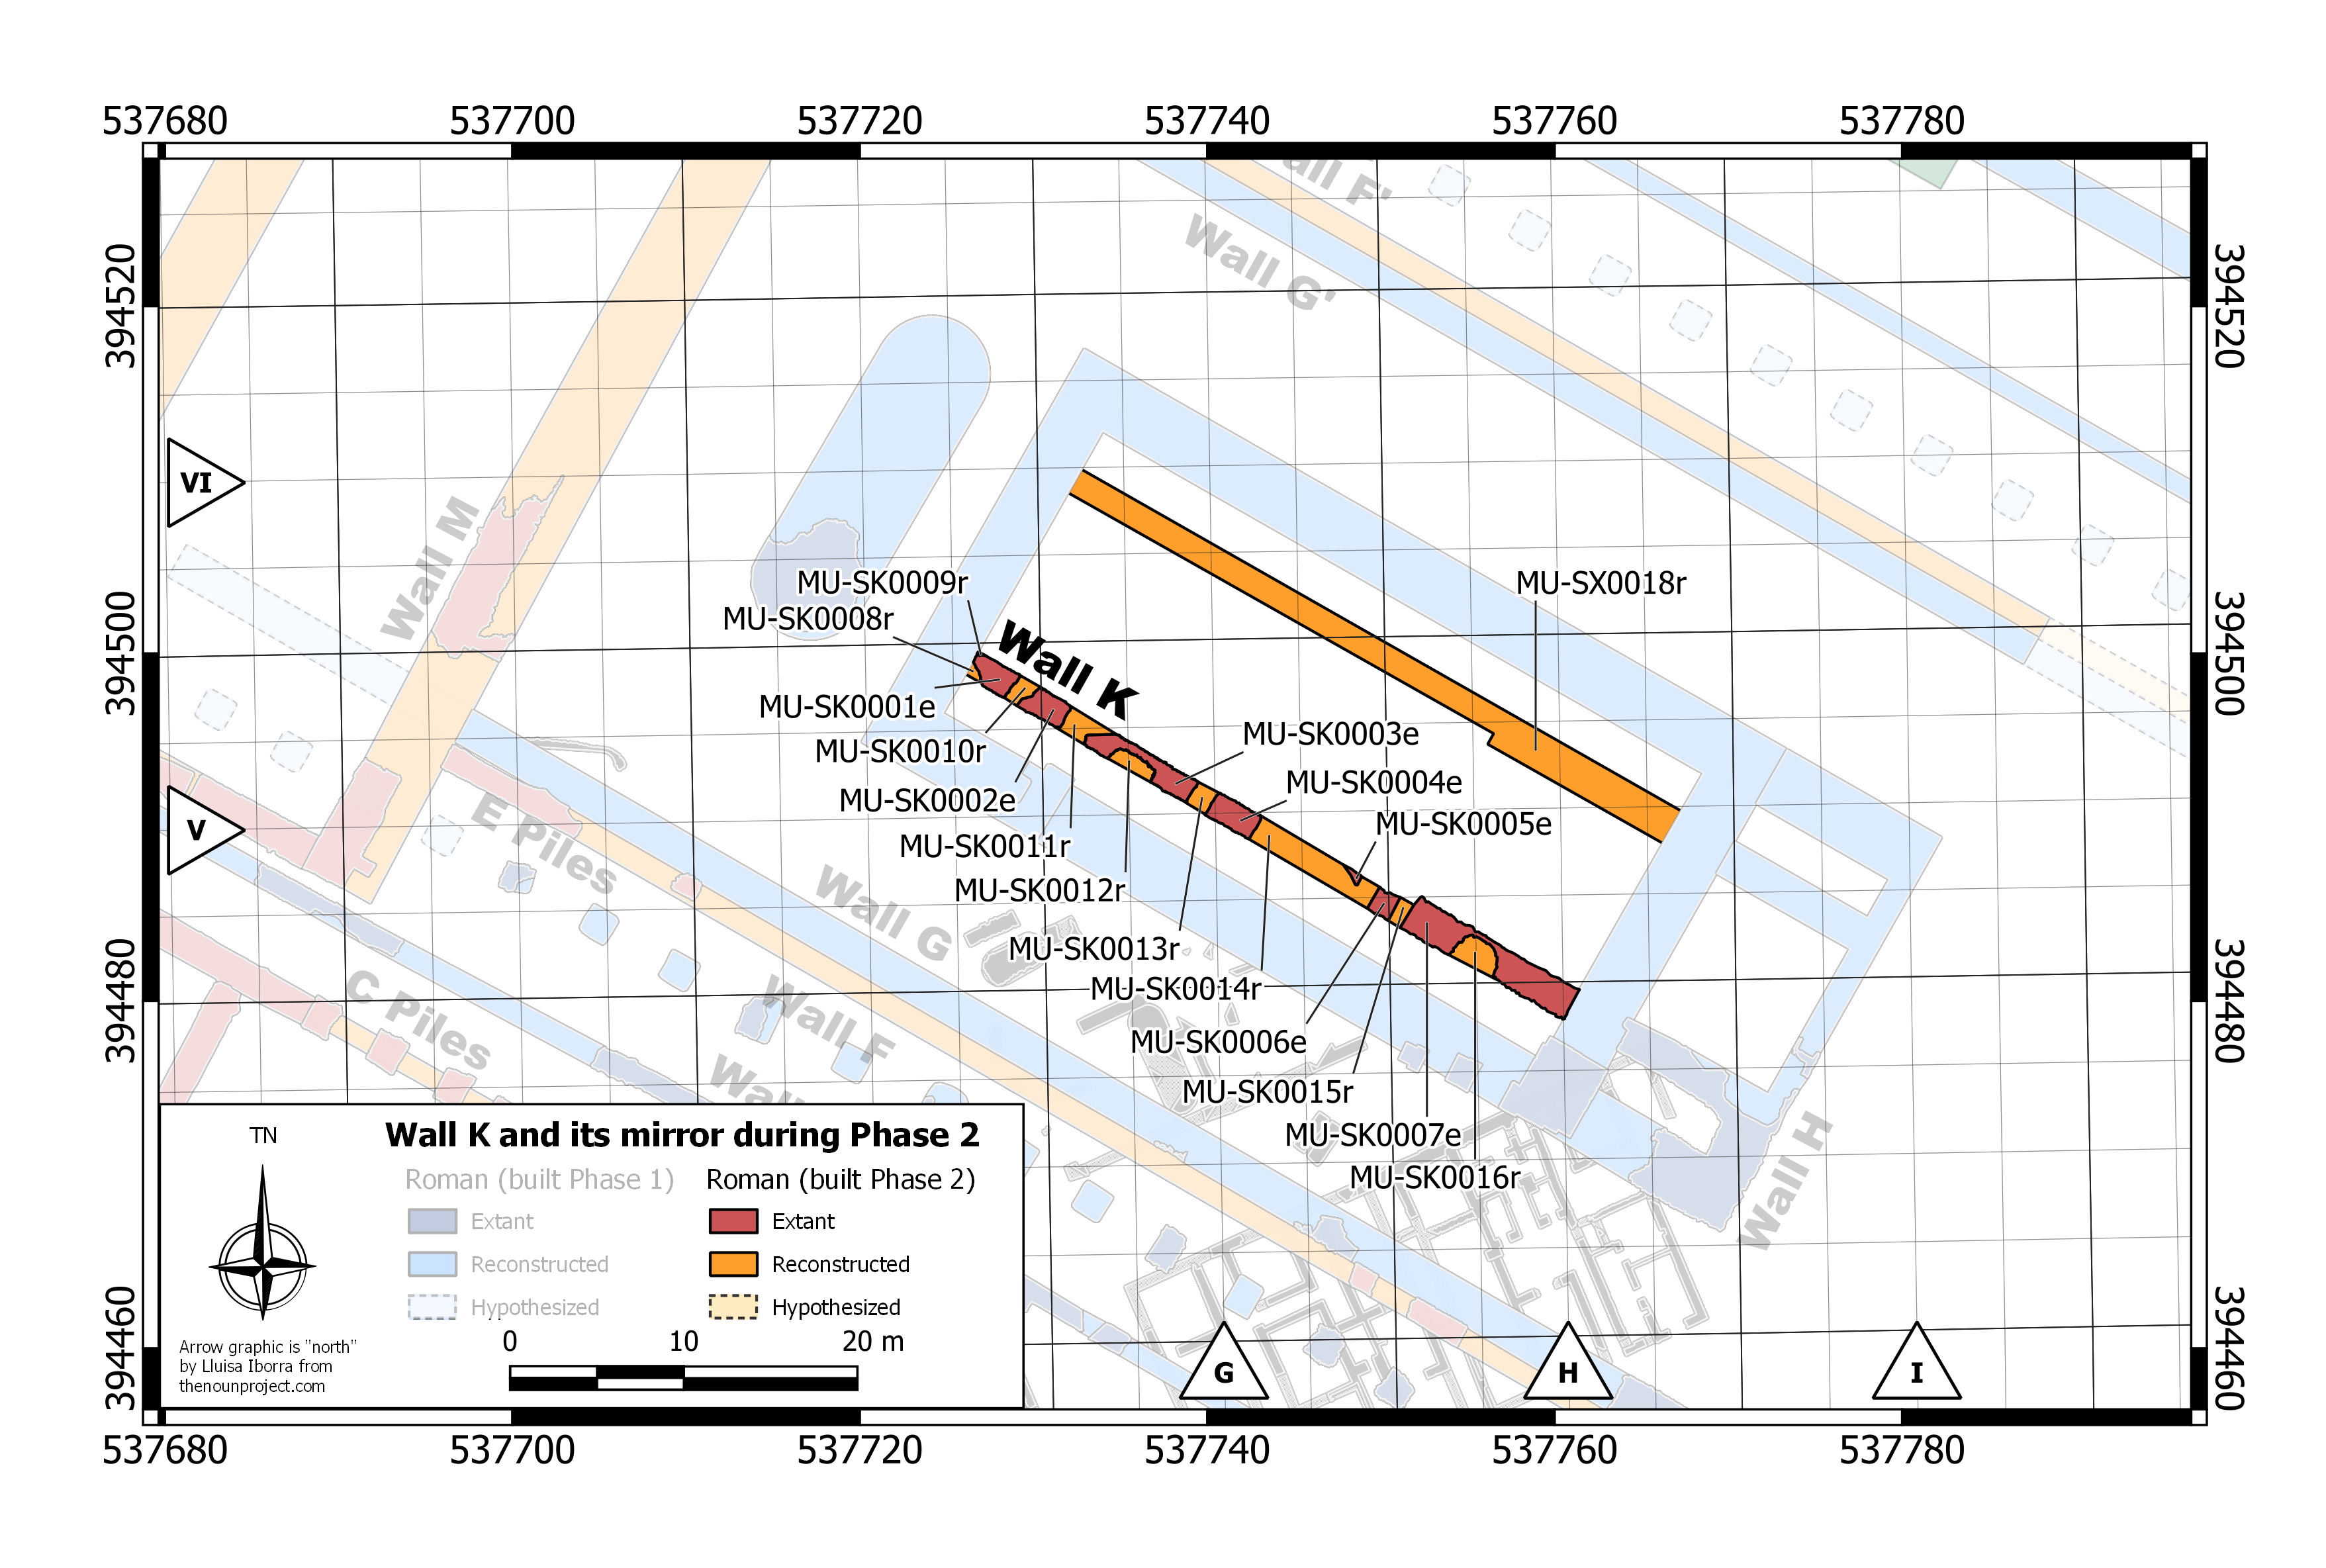 537680 537700 537720 537740 537760 537780
394520
394520
Wall G'
VI
Wall M
MU-SK0009r
MU-SX0018r
MU-SK0008r
394500
394500
Wall K
MU-SK0001e
MU-SK0003e
MU-SK0010r
MU-SK0004e
MU-SK0002e
MU-SK0005e
V
E Piles
MU-SK0011r
MU-SK0012r
Wall G
MU-SK0013r
MU-SK0014r
394480
394480
C Piles
Wall F
MU-SK0006e
MU-SK0015r
MU-SK0007e
MU-SK0016r
Wall H
TN
Wall K and its mirror during Phase 2
Roman (built Phase 1) Roman (built Phase 2)
Extant Extant
Reconstructed Reconstructed
Hypothesized Hypothesized
0 10 20 m
Arrow graphic is "north"
by Lluisa Iborra from
thenounproject.com
394460
394460
G H I
537680 537700 537720 537740 537760 537780